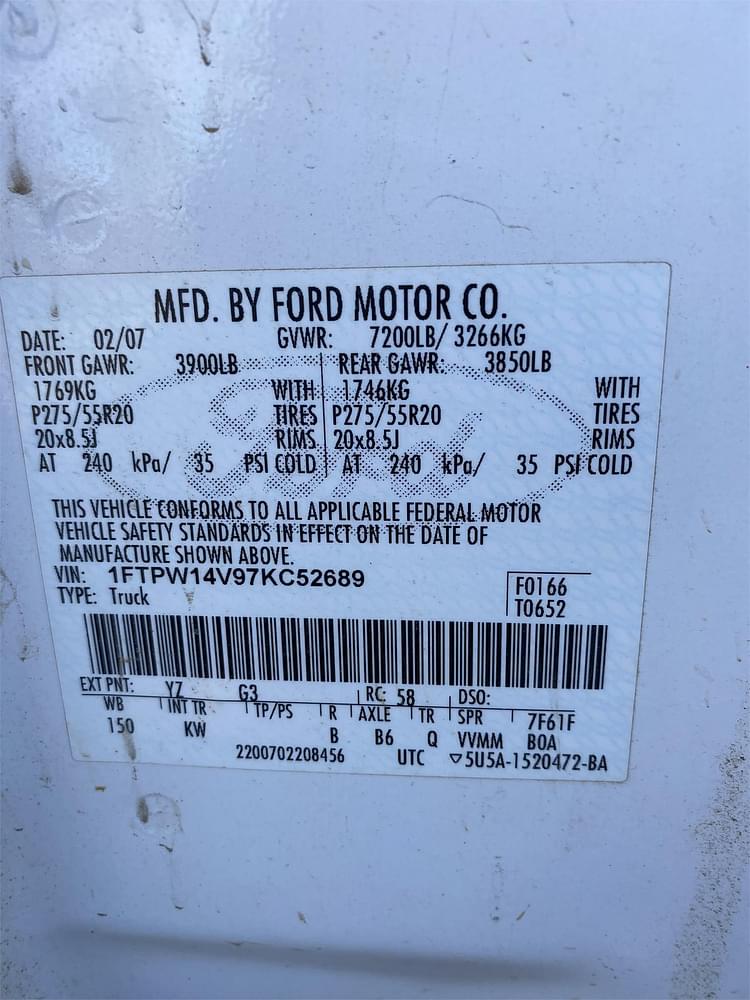 MFD. BY FORD MOTOR CO.
DATE: 02/07 GVWR: 7200LB/ 3266KG
FRONT GAWR: 3900LB REAR GAWR: 3850LB
1769KG WITH 1746KG WITH
P275/55R20 TIRES P275/55R20 TIRES
20x8.5J RIMS 20x8.5J RIMS
AT 240 kPa/ 35 PSI COLD AT 240 kPa/ 35 PSI COLD
Ford
THIS VEHICLE CONFORMS TO ALL APPLICABLE FEDERAL MOTOR
VEHICLE SAFETY STANDARDS IN EFFECT ON THE DATE OF
MANUFACTURE SHOWN ABOVE.
VIN: 1FTPW14V97KC52689
F0166
TYPE: Truck T0652
EXT PNT: YZ G3 RC: 58 DSO:
WB INT TR TP/PS R AXLE TR SPR 7F61F
150 KW B B6 Q VVMM BOA
2200702208456 UTC ▽5U5A-1520472-BA